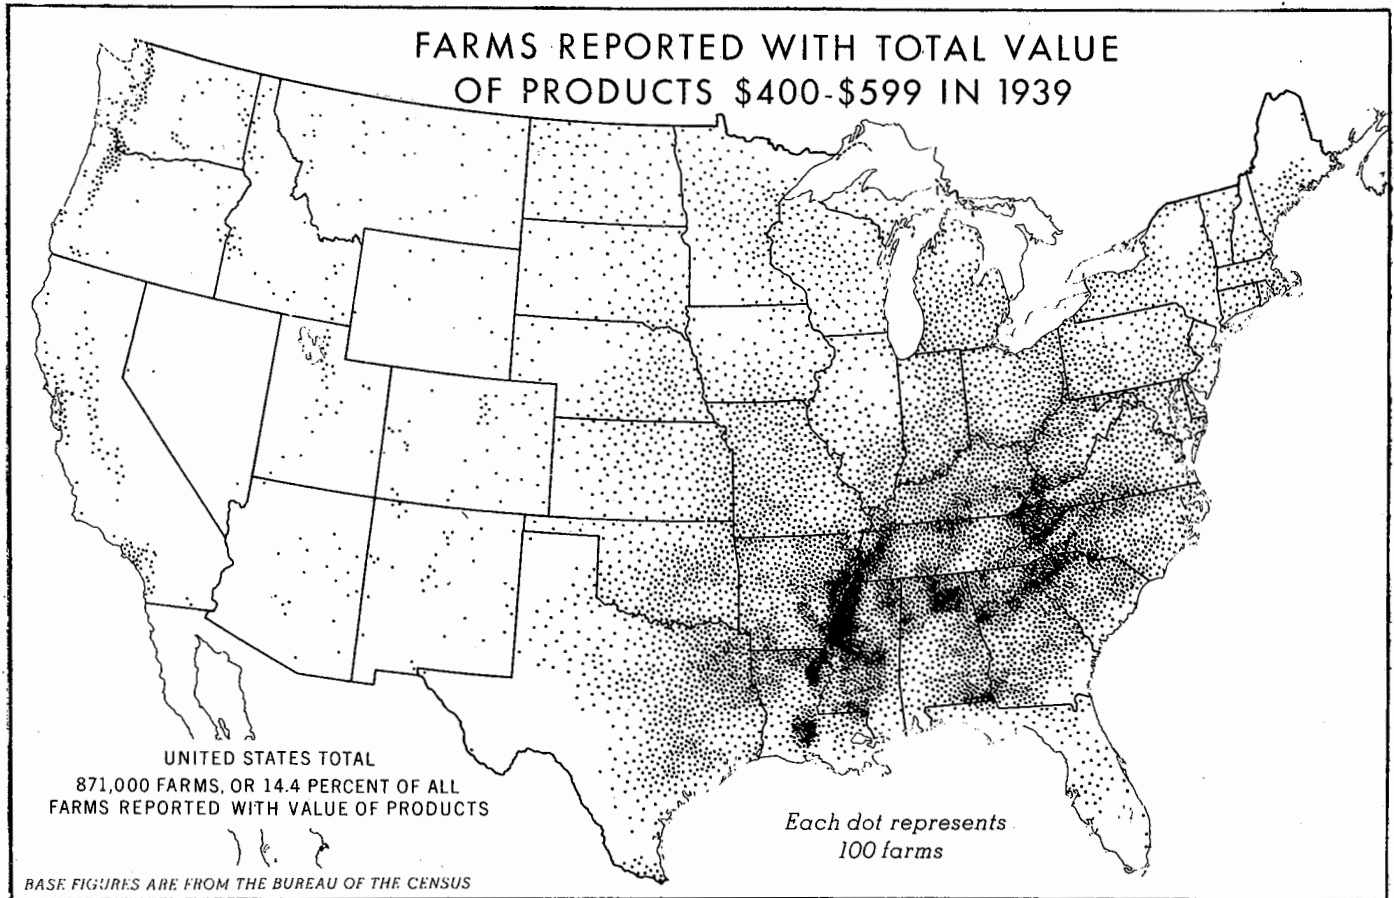 FARMS REPORTED WITH TOTAL VALUE
OF PRODUCTS $400-$599 IN 1939
UNITED STATES TOTAL
871,000 FARMS, OR 14.4 PERCENT OF ALL
FARMS REPORTED WITH VALUE OF PRODUCTS
Each dot represents
100 farms
BASE FIGURES ARE FROM THE BUREAU OF THE CENSUS